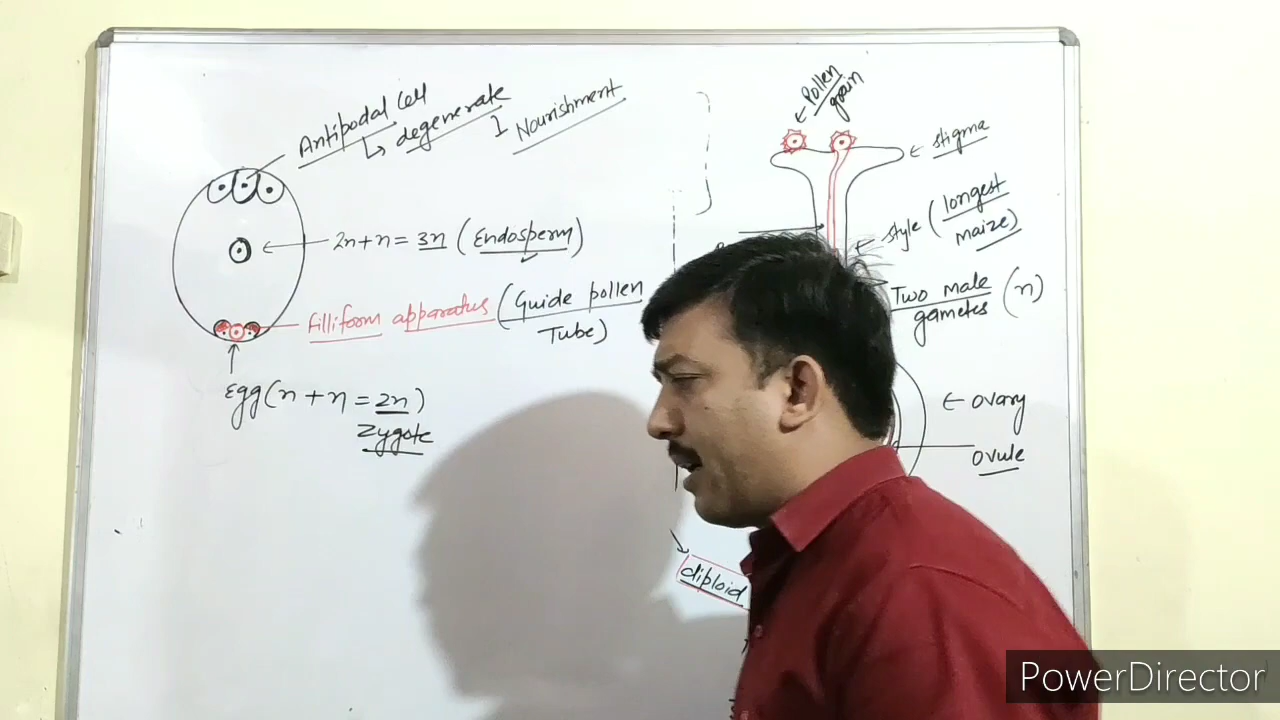 Antipodal cell
↳ degenerate
Nourishment
2n+n = 3n (Endosperm)
filliform apparatus (Guide pollen
Tube)
Egg(n + n = 2n)
Zygote
Pollen
grain
stigma
style (longest
maize)
Two male
gametes (n)
ovary
ovule
diploid
PowerDirector